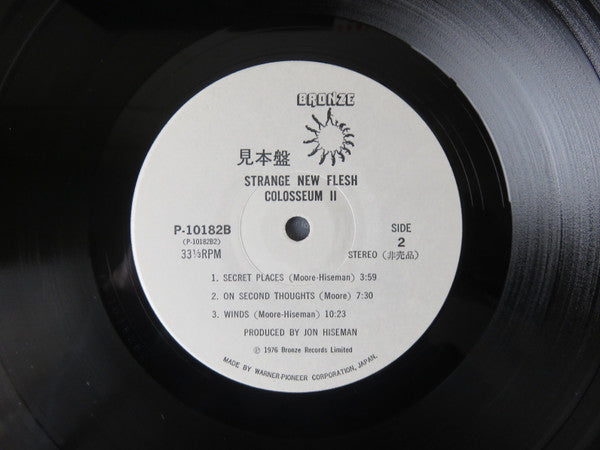 BRONZE
見本盤
STRANGE NEW FLESH
COLOSSEUM II
P-10182B
(P-10182B2)
33⅓RPM
SIDE
2
STEREO (非売品)
1. SECRET PLACES (Moore-Hiseman) 3:59
2. ON SECOND THOUGHTS (Moore) 7:30
3. WINDS (Moore-Hiseman) 10:23
PRODUCED BY JON HISEMAN
℗ 1976 Bronze Records Limited
MADE BY WARNER-PIONEER CORPORATION, JAPAN.